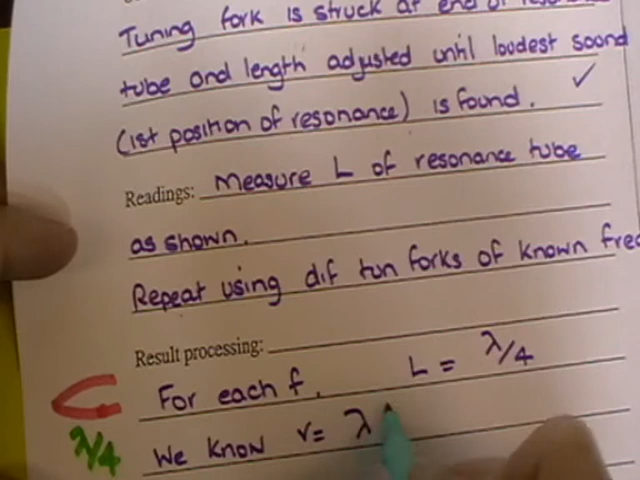 Tuning fork is struck at end of
tube and length adjusted until loudest sound
(1st position of resonance) is found. ✓
Readings: Measure L of resonance tube
as shown.
Repeat using dif tun forks of known freq
Result processing:
For each f, L = λ/4
λ/4
We know v= λ